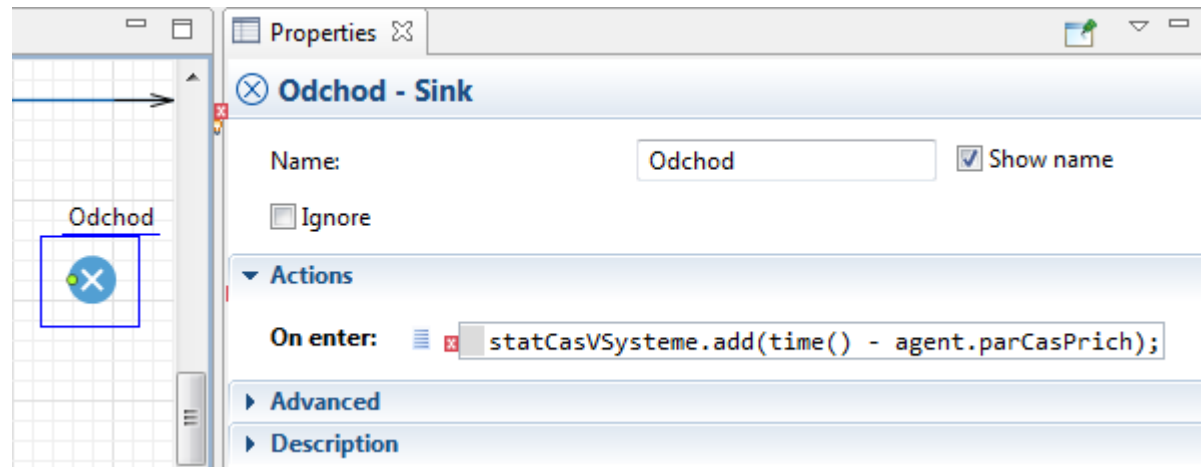 Properties
Odchod - Sink
Name: Odchod Show name
Ignore
Odchod
Actions
On enter: statCasVSysteme.add(time() - agent.parCasPrich);
Advanced
Description